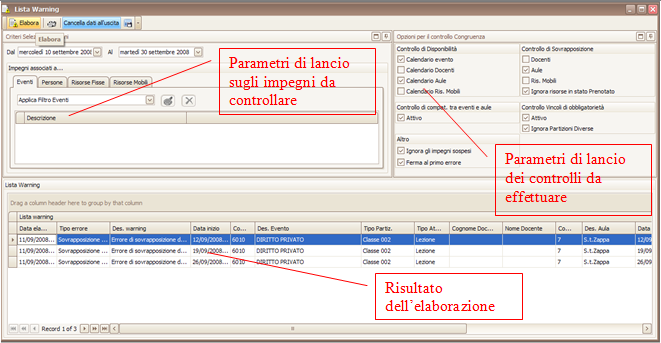 Lista Warning
Elabora
Cancella dati all'uscita
Elabora
Criteri Sele
Dal mercoledì 10 settembre 2008 Al martedì 30 settembre 2008
Impegni associati a...
Eventi Persone Risorse Fisse Risorse Mobili
Applica Filtro Eventi
Descrizione
Parametri di lancio
sugli impegni da
controllare
Opzioni per il controllo Congruenza
Controllo di Disponibilità
Calendario evento
Calendario Docenti
Calendario Aule
Calendario Ris. Mobili
Controllo di Sovrapposizione
Docenti
Aule
Ris. Mobili
Ignora risorse in stato Prenotato
Controllo di compat. tra eventi e aule
Attivo
Controllo Vincoli di obbligatorietà
Attivo
Ignora Partizioni Diverse
Altro
Ignora gli impegni sospesi
Ferma al primo errore
Parametri di lancio
dei controlli da
effettuare
Lista Warning
Drag a column header here to group by that column
Lista warning
Data ela... Tipo errore Des. warning Data inizio Co... Des. Evento Tipo Partiz. Tipo At... Cognome Doc... Nome Docente Co... Des. Aula Data
11/09/2008... Sovrapposizione ... Errore di sovrapposizione d... 12/09/2008... 6010 DIRITTO PRIVATO Classe 002 Lezione 7 S.t.Zappa 12/09
11/09/2008... Sovrapposizione ... Errore di sovrapposizione d... 19/09/2008... 6010 DIRITTO PRIVATO Classe 002 Lezione 7 S.t.Zappa 19/09
11/09/2008... Sovrapposizione ... Errore di sovrapposizione d... 26/09/2008... 6010 DIRITTO PRIVATO Classe 002 Lezione 7 S.t.Zappa 26/09
Risultato
dell'elaborazione
Record 1 of 3